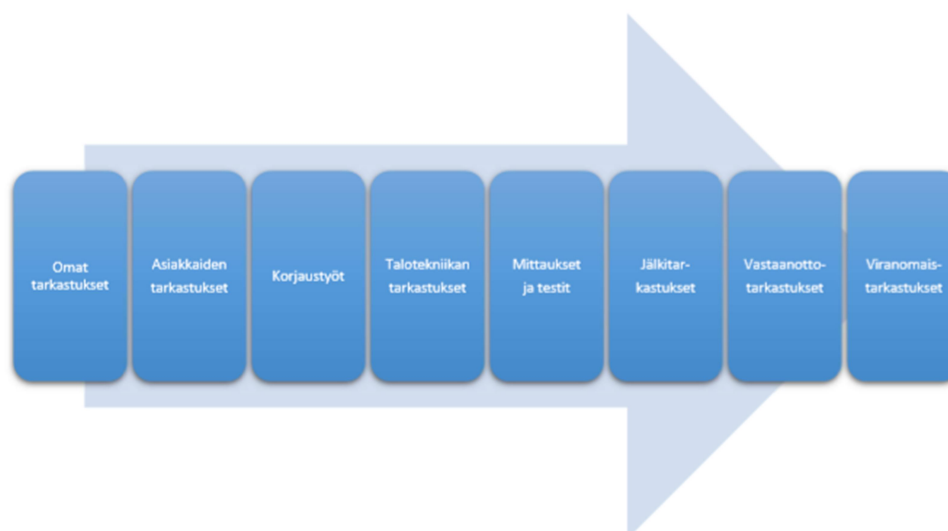 Omat
tarkastukset
Asiakkaiden
tarkastukset
Korjaustyöt
Talotekniikan
tarkastukset
Mittaukset
ja testit
Jälkitar-
kastukset
Vastaanotto-
tarkastukset
Viranomais-
tarkastukset